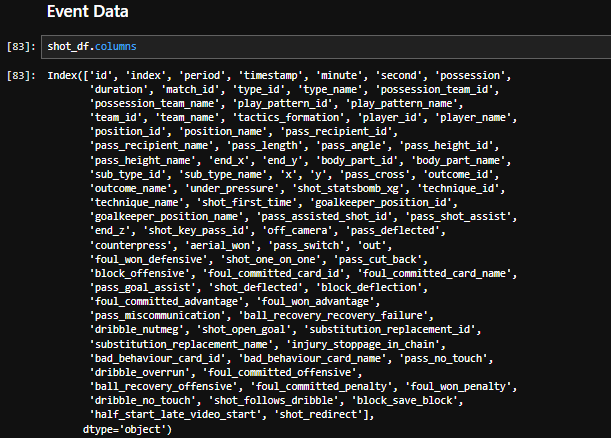 Event Data
[83]: shot_df.columns
[83]: Index(['id', 'index', 'period', 'timestamp', 'minute', 'second', 'possession',
'duration', 'match_id', 'type_id', 'type_name', 'possession_team_id',
'possession_team_name', 'play_pattern_id', 'play_pattern_name',
'team_id', 'team_name', 'tactics_formation', 'player_id', 'player_name',
'position_id', 'position_name', 'pass_recipient_id',
'pass_recipient_name', 'pass_length', 'pass_angle', 'pass_height_id',
'pass_height_name', 'end_x', 'end_y', 'body_part_id', 'body_part_name',
'sub_type_id', 'sub_type_name', 'x', 'y', 'pass_cross', 'outcome_id',
'outcome_name', 'under_pressure', 'shot_statsbomb_xg', 'technique_id',
'technique_name', 'shot_first_time', 'goalkeeper_position_id',
'goalkeeper_position_name', 'pass_assisted_shot_id', 'pass_shot_assist',
'end_z', 'shot_key_pass_id', 'off_camera', 'pass_deflected',
'counterpress', 'aerial_won', 'pass_switch', 'out',
'foul_won_defensive', 'shot_one_on_one', 'pass_cut_back',
'block_offensive', 'foul_committed_card_id', 'foul_committed_card_name',
'pass_goal_assist', 'shot_deflected', 'block_deflection',
'foul_committed_advantage', 'foul_won_advantage',
'pass_miscommunication', 'ball_recovery_recovery_failure',
'dribble_nutmeg', 'shot_open_goal', 'substitution_replacement_id',
'substitution_replacement_name', 'injury_stoppage_in_chain',
'bad_behaviour_card_id', 'bad_behaviour_card_name', 'pass_no_touch',
'dribble_overrun', 'foul_committed_offensive',
'ball_recovery_offensive', 'foul_committed_penalty', 'foul_won_penalty',
'dribble_no_touch', 'shot_follows_dribble', 'block_save_block',
'half_start_late_video_start', 'shot_redirect'],
dtype='object')